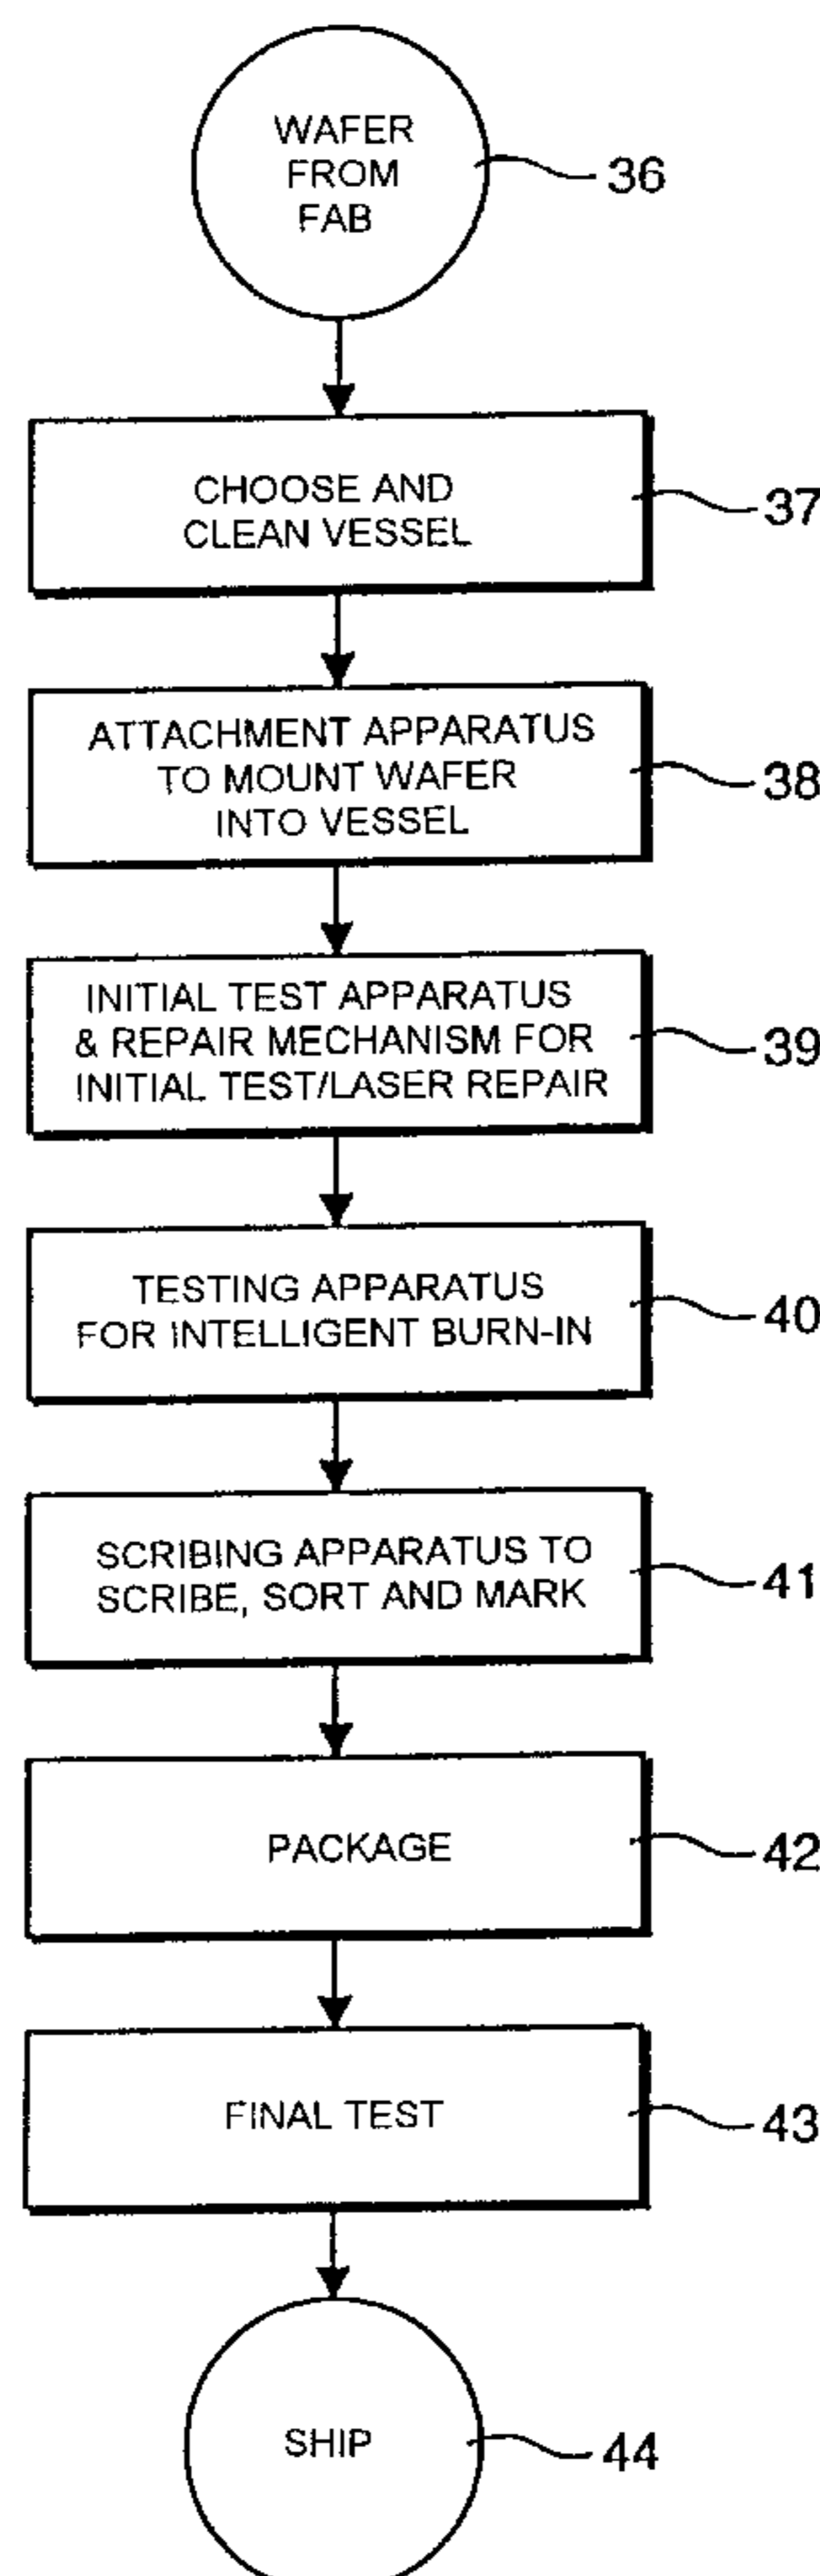 WAFER
FROM
FAB
36
CHOOSE AND
CLEAN VESSEL
37
ATTACHMENT APPARATUS
TO MOUNT WAFER
INTO VESSEL
38
INITIAL TEST APPARATUS
& REPAIR MECHANISM FOR
INITIAL TEST/LASER REPAIR
39
TESTING APPARATUS
FOR INTELLIGENT BURN-IN
40
SCRIBING APPARATUS TO
SCRIBE, SORT AND MARK
41
PACKAGE
42
FINAL TEST
43
SHIP
44